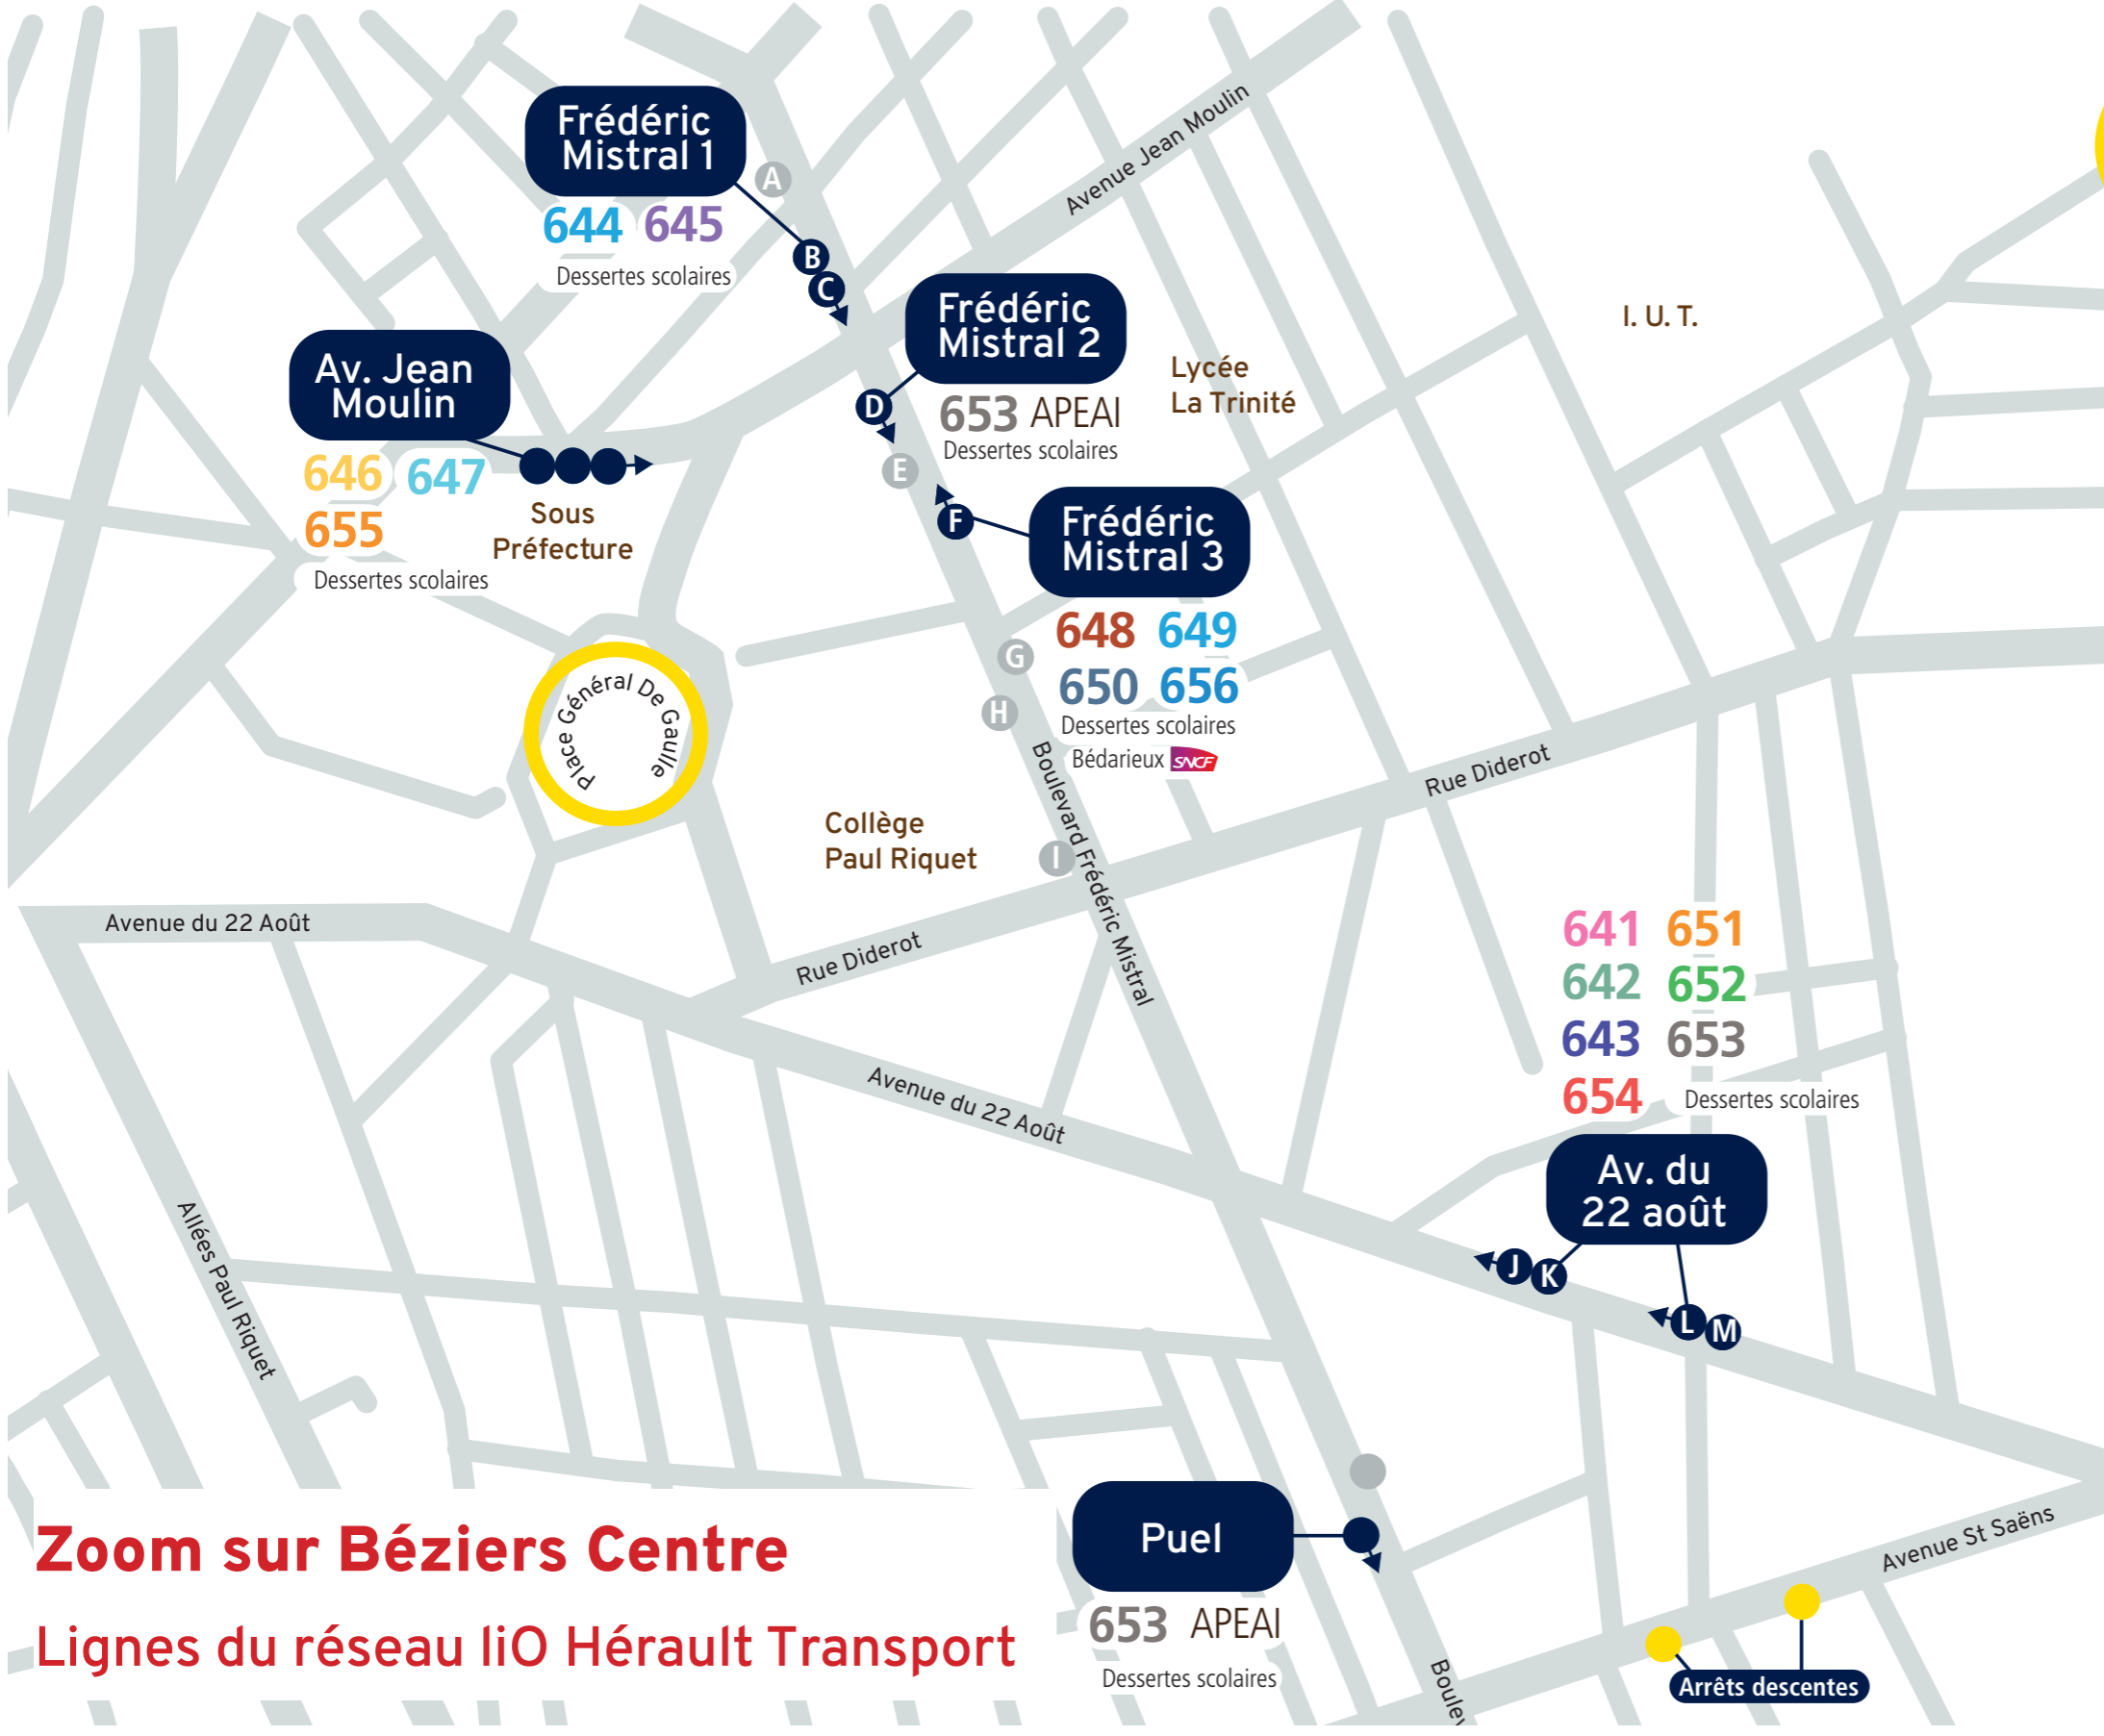 Avenue Jean Moulin
Frédéric
Mistral 1
644 645
Dessertes scolaires
A
B
C
Frédéric
Mistral 2
653 APEAI
Dessertes scolaires
D
E
Lycée
La Trinité
I. U. T.
Av. Jean
Moulin
646 647
655
Dessertes scolaires
Sous
Préfecture
F
Frédéric
Mistral 3
648 649
650 656
Dessertes scolaires
Bédarieux SNCF
G
H
I
Place Général De Gaulle
Boulevard Frédéric Mistral
Collège
Paul Riquet
Rue Diderot
Rue Diderot
Avenue du 22 Août
Avenue du 22 Août
641 651
642 652
643 653
654 Dessertes scolaires
Av. du
22 août
J
K
L
M
Allées Paul Riquet
Puel
653 APEAI
Dessertes scolaires
Boulev
Avenue St Saëns
Arrêts descentes
Zoom sur Béziers Centre
Lignes du réseau liO Hérault Transport